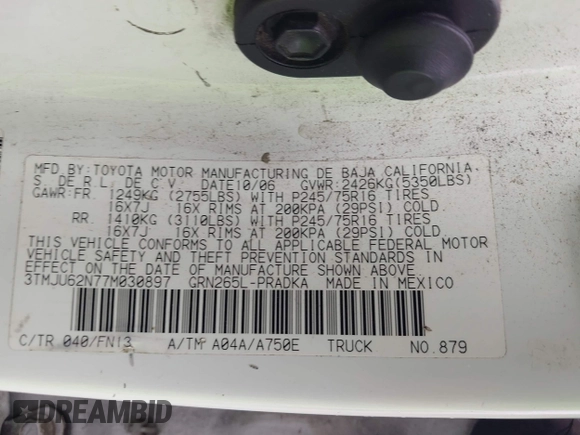 MFD BY: TOYOTA MOTOR MANUFACTURING DE BAJA CALIFORNIA
S. DE R.L. DE C.V. DATE 10/06 GVWR: 2426KG(5350LBS)
GAWR:FR 1249KG (2755LBS) WITH P245/75R16 TIRES
16X7J 16X RIMS AT 200KPA (29PSI) COLD
RR. 1410KG (3110LBS) WITH P245/75R16 TIRES
16X7J 16X RIMS AT 200KPA (29PSI) COLD
THIS VEHICLE CONFORMS TO ALL APPLICABLE FEDERAL MOTOR
VEHICLE SAFETY AND THEFT PREVENTION STANDARDS IN
EFFECT ON THE DATE OF MANUFACTURE SHOWN ABOVE.
3TMJU62N77M030897 GRN265L-PRADKA MADE IN MEXICO
C/TR 040/FN13 A/TM A04A/A750E TRUCK NO.879
DREAMBID